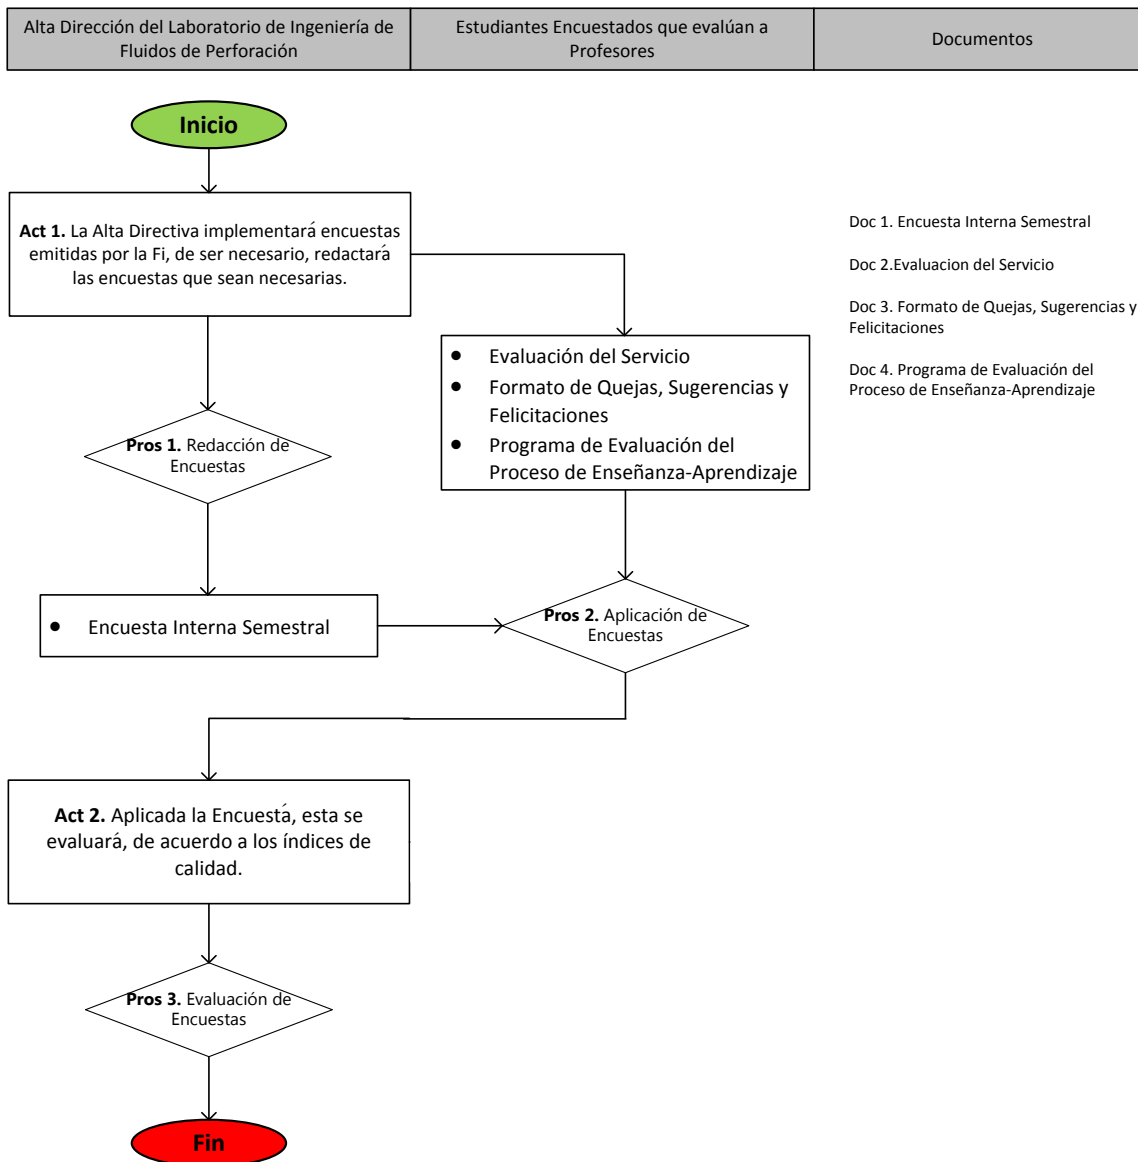 Alta Dirección del Laboratorio de Ingeniería de
Fluidos de Perforación
Estudiantes Encuestados que evalúan a
Profesores
Documentos
Inicio
Act 1. La Alta Directiva implementará encuestas
emitidas por la Fi, de ser necesario, redactará
las encuestas que sean necesarias.
Doc 1. Encuesta Interna Semestral
Doc 2.Evaluacion del Servicio
Doc 3. Formato de Quejas, Sugerencias y
Felicitaciones
Doc 4. Programa de Evaluación del
Proceso de Enseñanza-Aprendizaje
• Evaluación del Servicio
• Formato de Quejas, Sugerencias y
Felicitaciones
• Programa de Evaluación del
Proceso de Enseñanza-Aprendizaje
Pros 1. Redacción de
Encuestas
• Encuesta Interna Semestral
Pros 2. Aplicación de
Encuestas
Act 2. Aplicada la Encuestá, esta se
evaluará, de acuerdo a los índices de
calidad.
Pros 3. Evaluación de
Encuestas
Fin